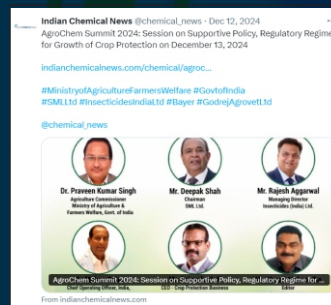 Indian Chemical News @chemical_news · Dec 12, 2024
AgroChem Summit 2024: Session on Supportive Policy, Regulatory Regime
for Growth of Crop Protection on December 13, 2024
indianchemicalnews.com/chemical/agroc...
#MinistryofAgricultureFarmersWelfare #GovtofIndia
#SMLLtd #InsecticidesIndiaLtd #Bayer #GodrejAgrovetLtd
@chemical_news
Dr. Praveen Kumar Singh
Agriculture Commissioner
Ministry of Agriculture &
Farmers Welfare, Govt. of India
Mr. Deepak Shah
Chairman
SML Ltd.
Mr. Rajesh Aggarwal
Managing Director
Insecticides (India) Ltd.
AgroChem Summit 2024: Session on Supportive Policy, Regulatory Regime for ...
From indianchemicalnews.com